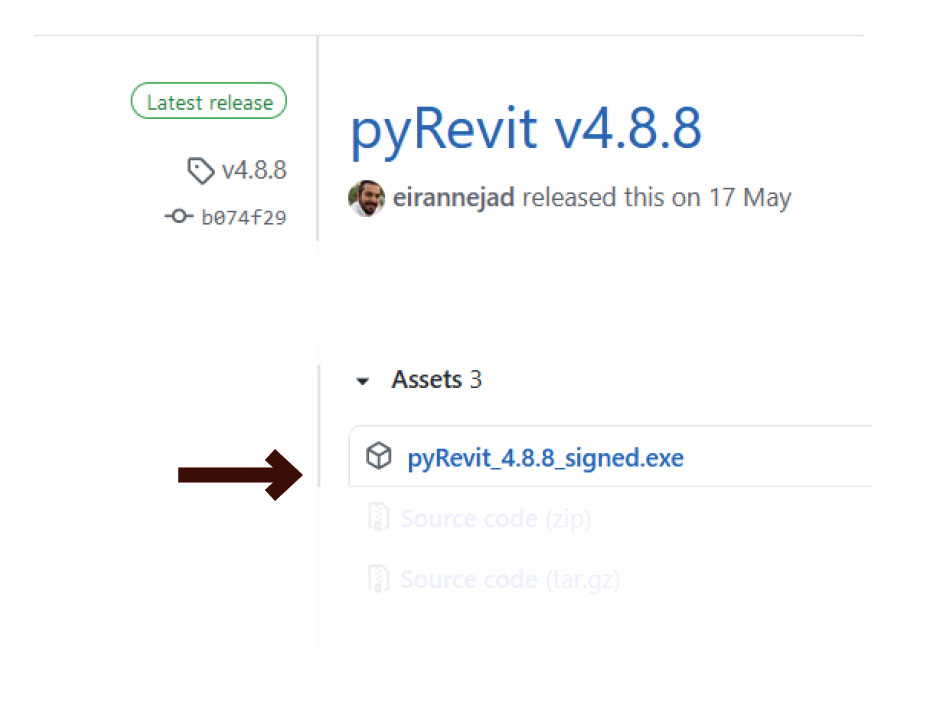 Latest release
v4.8.8
b074f29
pyRevit v4.8.8
eirannejad released this on 17 May
Assets 3
pyRevit_4.8.8_signed.exe
Source code (zip)
Source code (tar.gz)